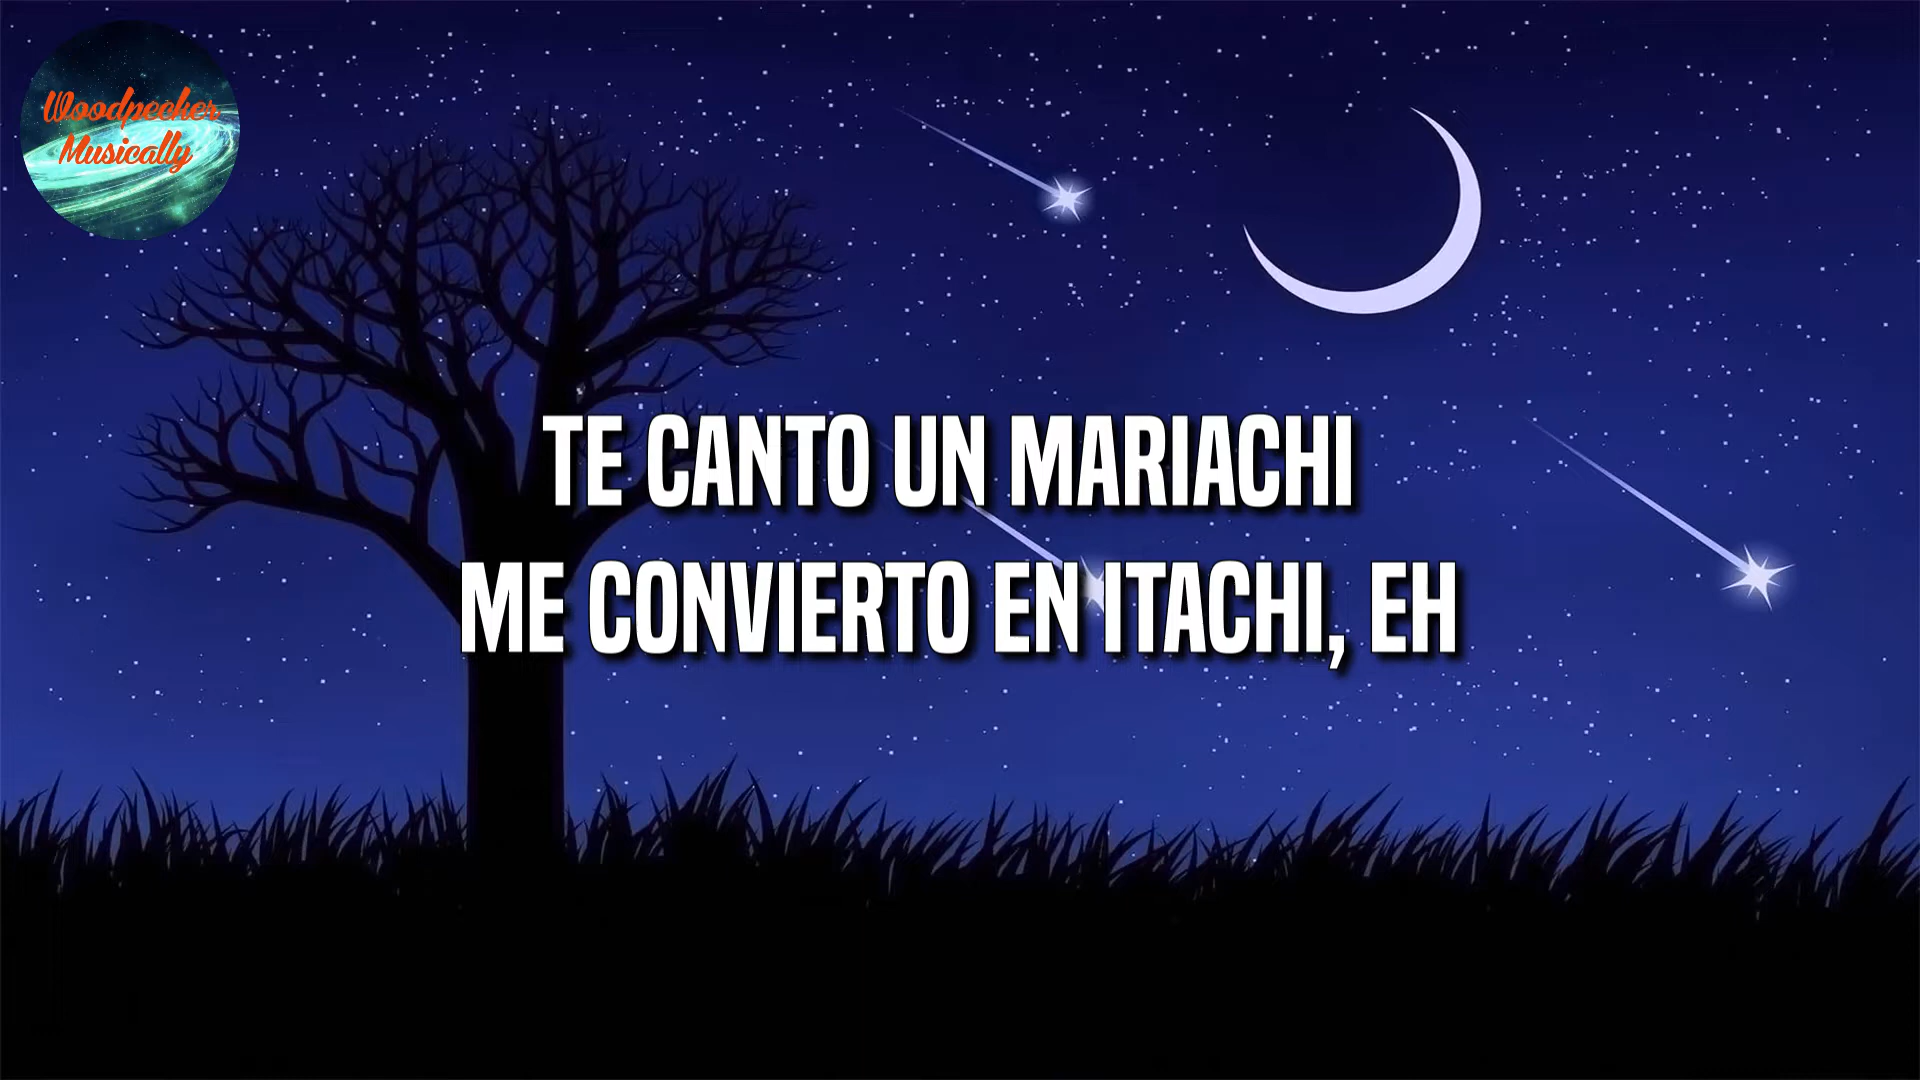 Woodpecker
Musically
TE CANTO UN MARIACHI
ME CONVIERTO EN ITACHI, EH